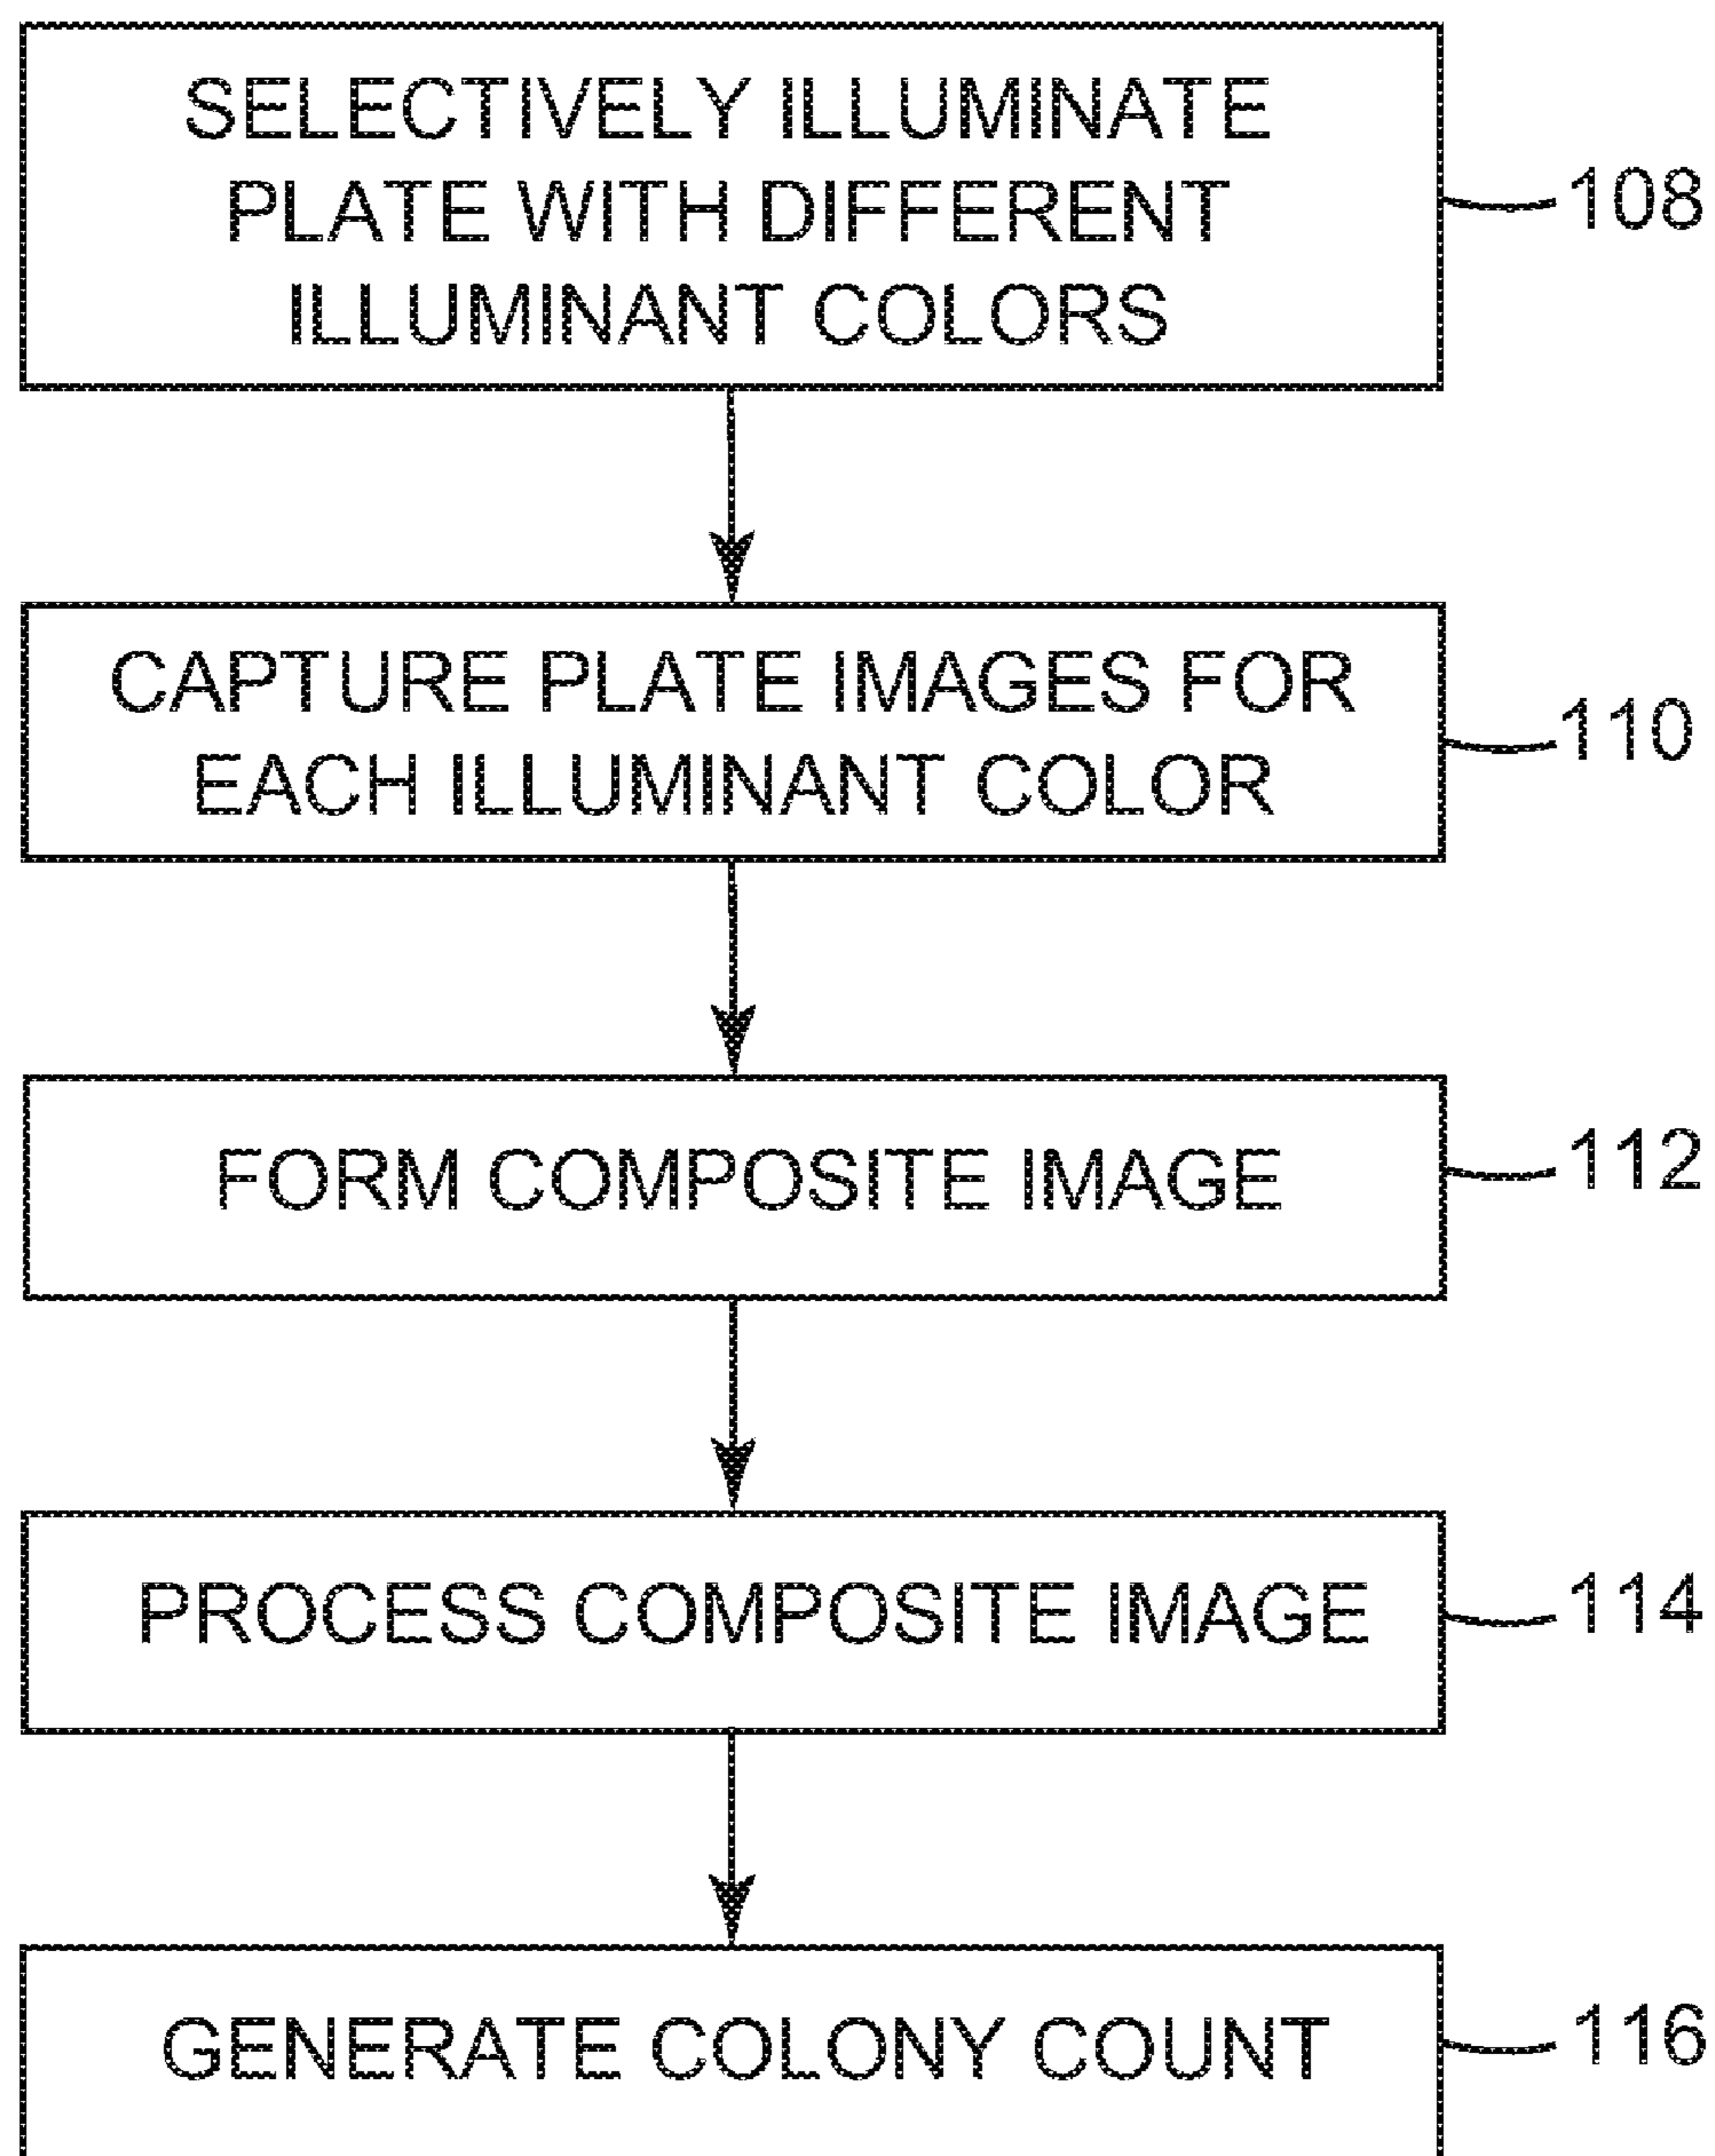 SELECTIVELY ILLUMINATE
PLATE WITH DIFFERENT
ILLUMINANT COLORS
108
CAPTURE PLATE IMAGES FOR
EACH ILLUMINANT COLOR
110
FORM COMPOSITE IMAGE
112
PROCESS COMPOSITE IMAGE
114
GENERATE COLONY COUNT
116